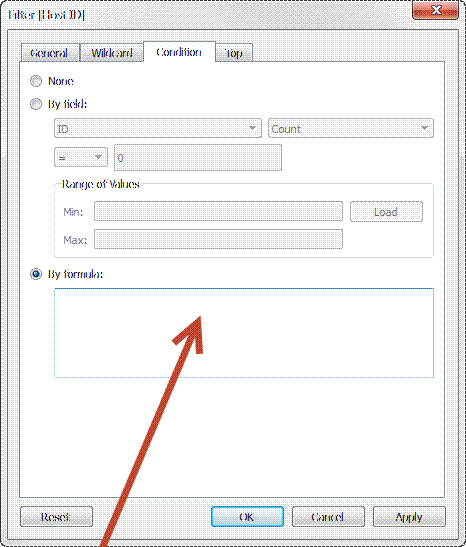 Filter [Host ID]
General Wildcard Condition Top
None
By field:
ID Count
= 0
Range of Values
Min: Load
Max:
By formula:
Reset OK Cancel Apply